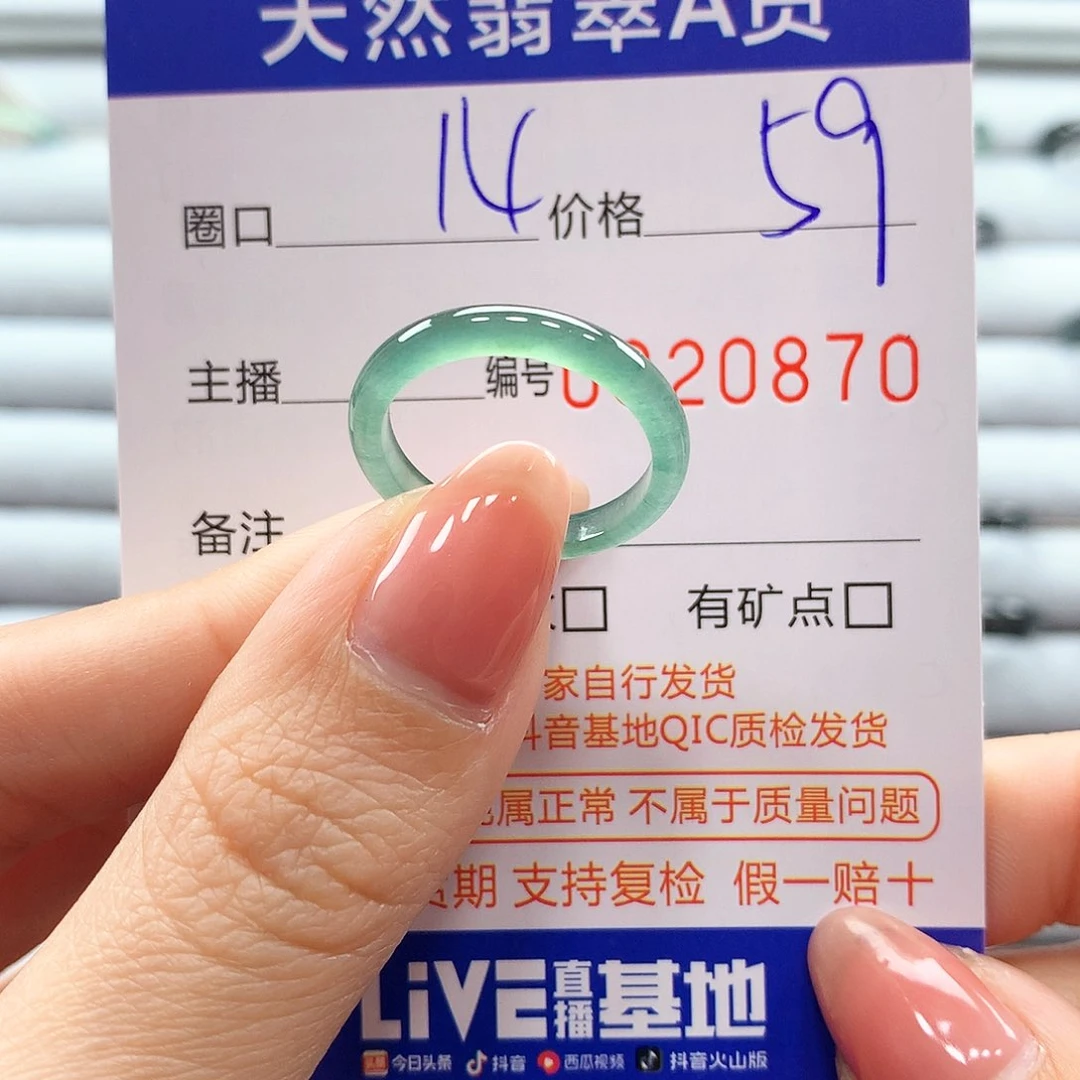 天然翡翠A货
圈口 14 价格 59
主播 编号 0 20870
备注
□ 有矿点□
家自行发货
抖音基地QIC质检发货
属正常 不属于质量问题
期 支持复检 假一赔十
LiVE直播基地
今日头条 抖音 西瓜视频 抖音火山版